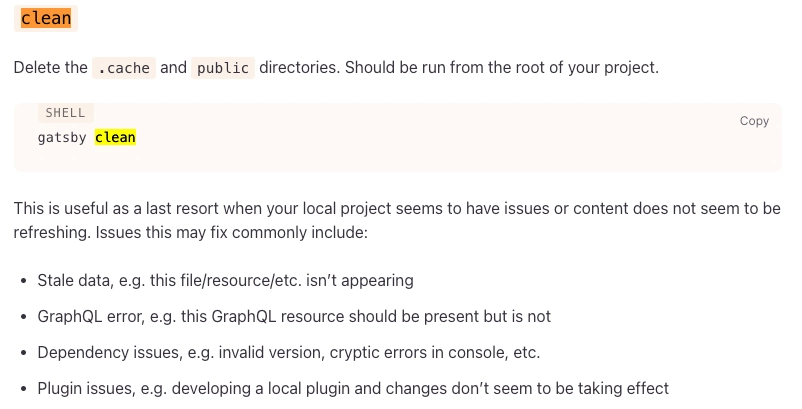 clean
Delete the .cache and public directories. Should be run from the root of your project.
SHELL
Copy
gatsby clean
This is useful as a last resort when your local project seems to have issues or content does not seem to be
refreshing. Issues this may fix commonly include:
• Stale data, e.g. this file/resource/etc. isn’t appearing
• GraphQL error, e.g. this GraphQL resource should be present but is not
• Dependency issues, e.g. invalid version, cryptic errors in console, etc.
• Plugin issues, e.g. developing a local plugin and changes don’t seem to be taking effect